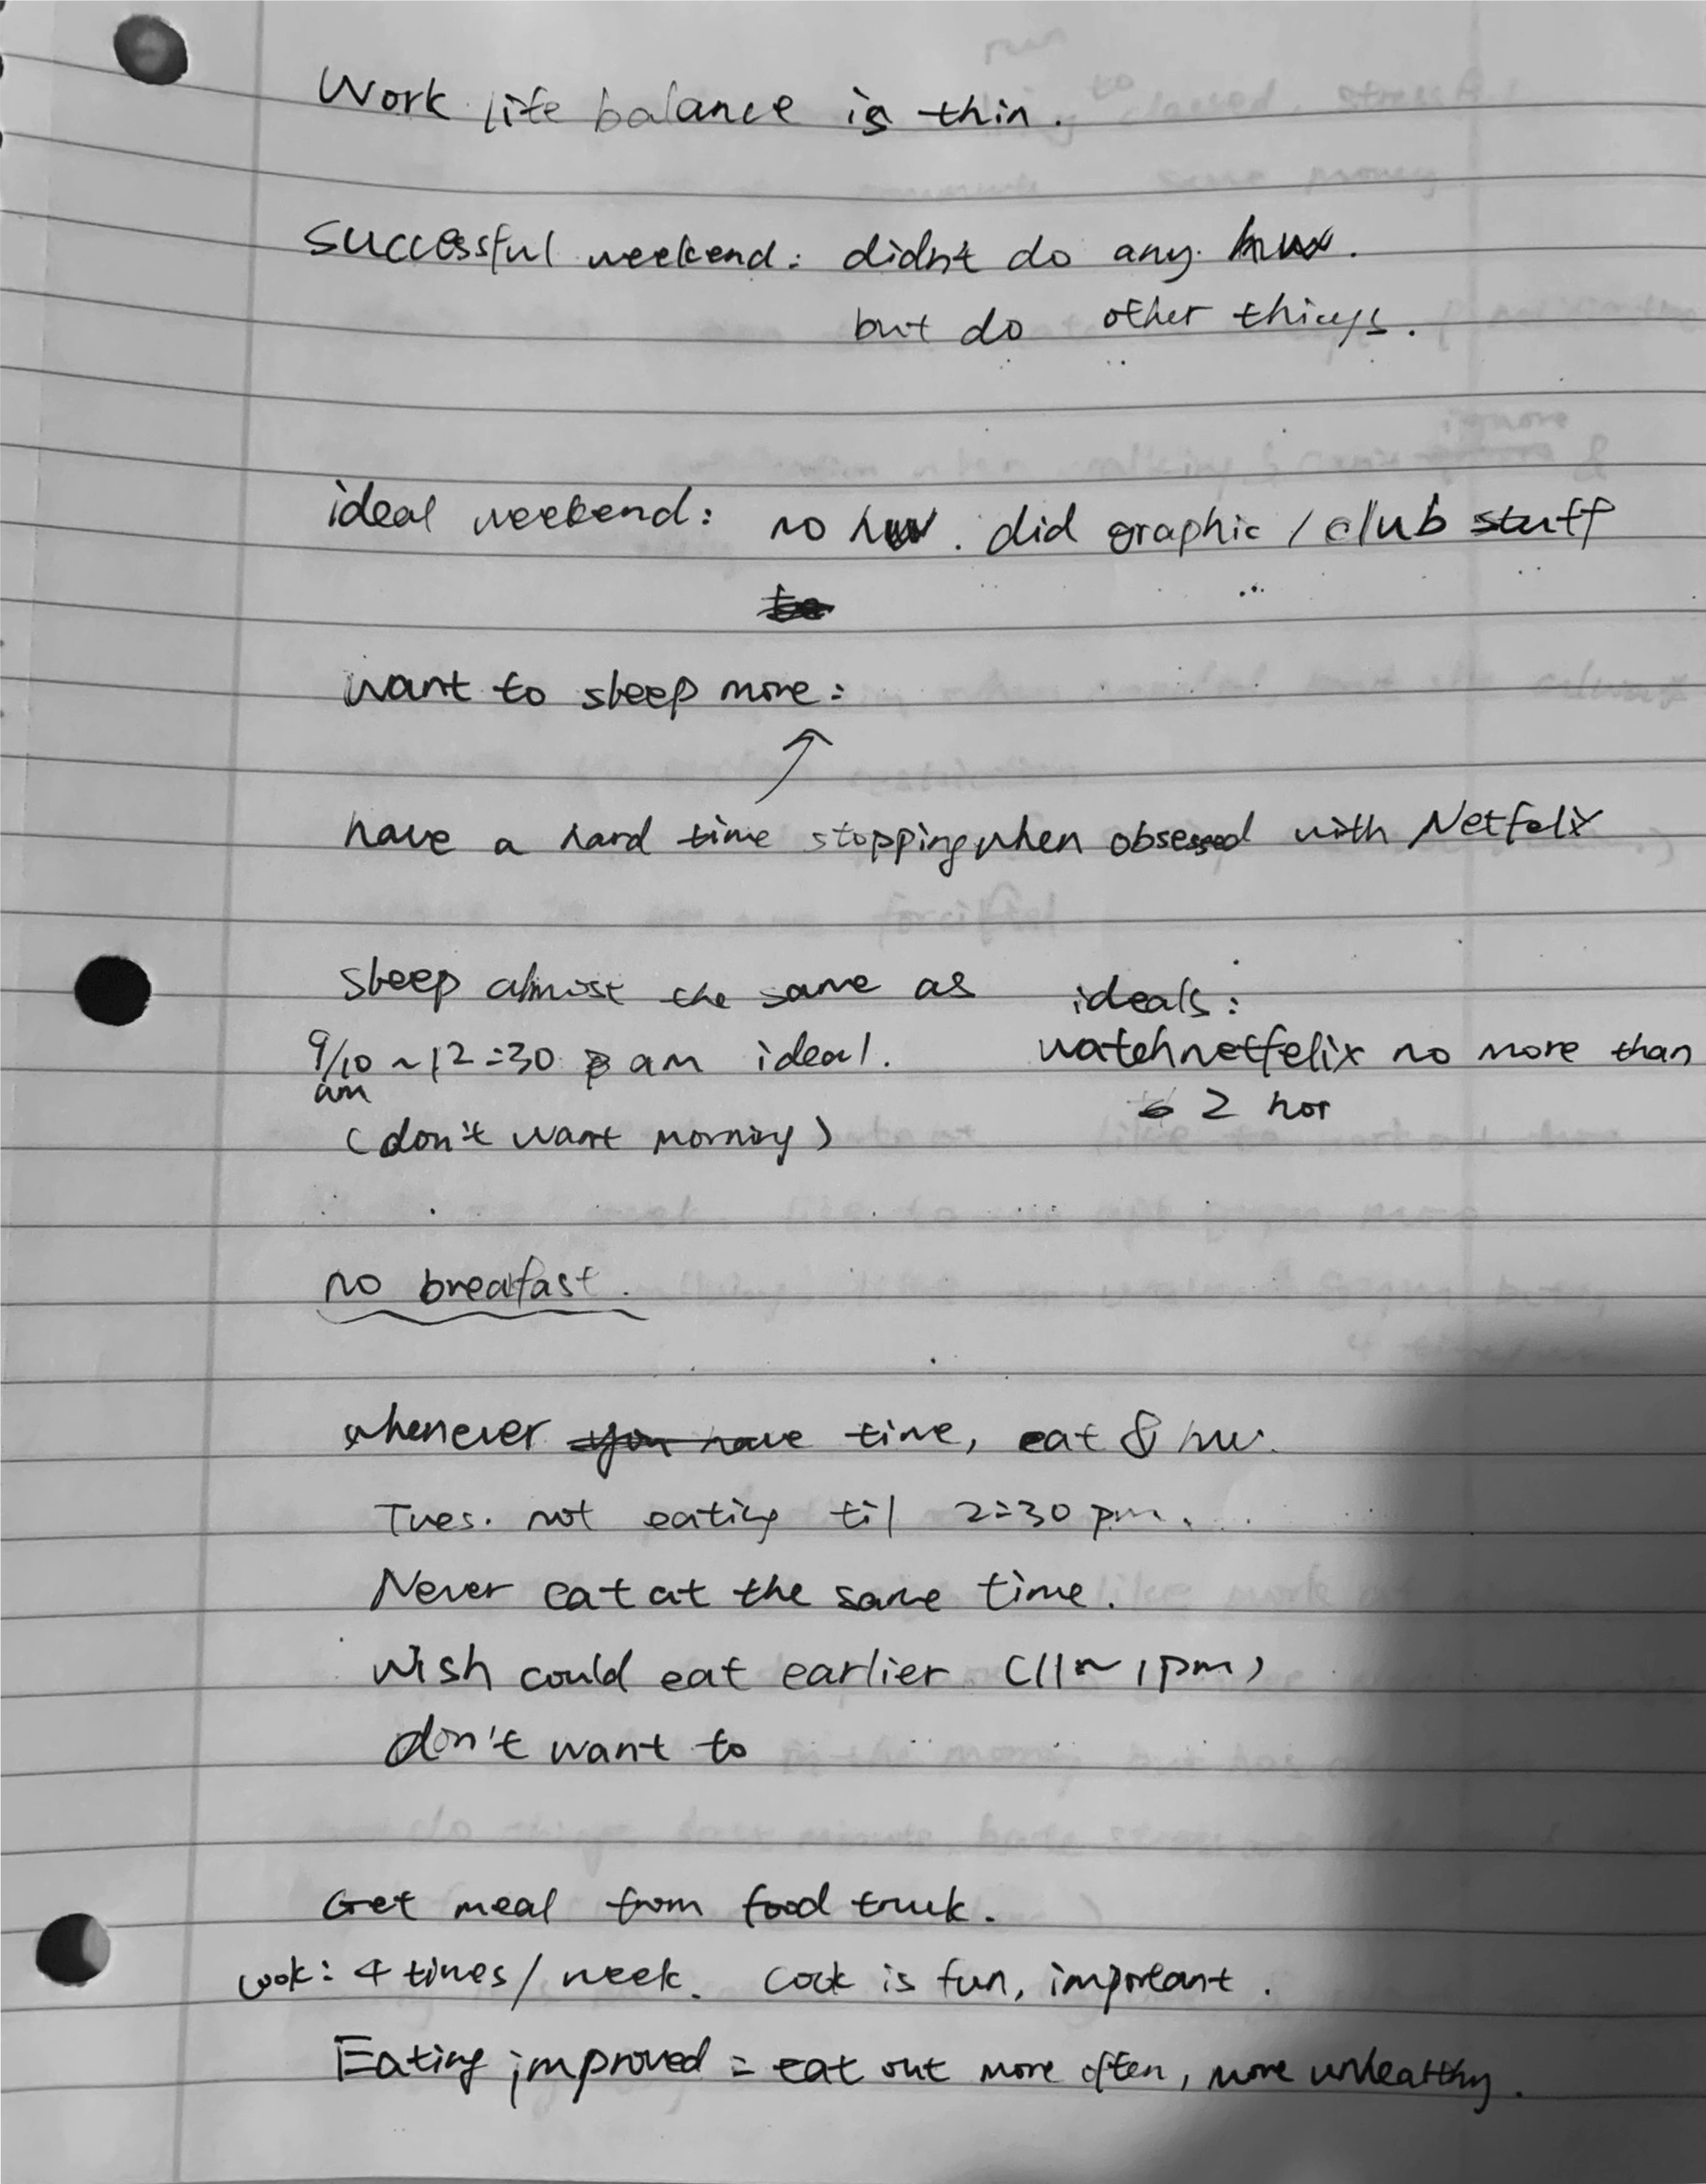 Work life balance is thin.
Successful weekend: didn't do any hw.
but do other things.
ideal weekend: no hw. did graphic / club stuff
want to sleep more:
have a hard time stopping when obsessed with Netfelix
sleep almost the same as
9/10 ~ 12:30 am ideal.
am
(don't want morning)
ideals:
watch netfelix no more than
2 hor
no breafast.
whenever time, eat & hw.
Tues. not eating til 2:30 pm.
Never eat at the same time.
Wish could eat earlier (11~1pm)
don't want to
Get meal from food truck.
cook: 4 times/week. Cook is fun, important.
Eating improved = eat out more often, more unhealthy.